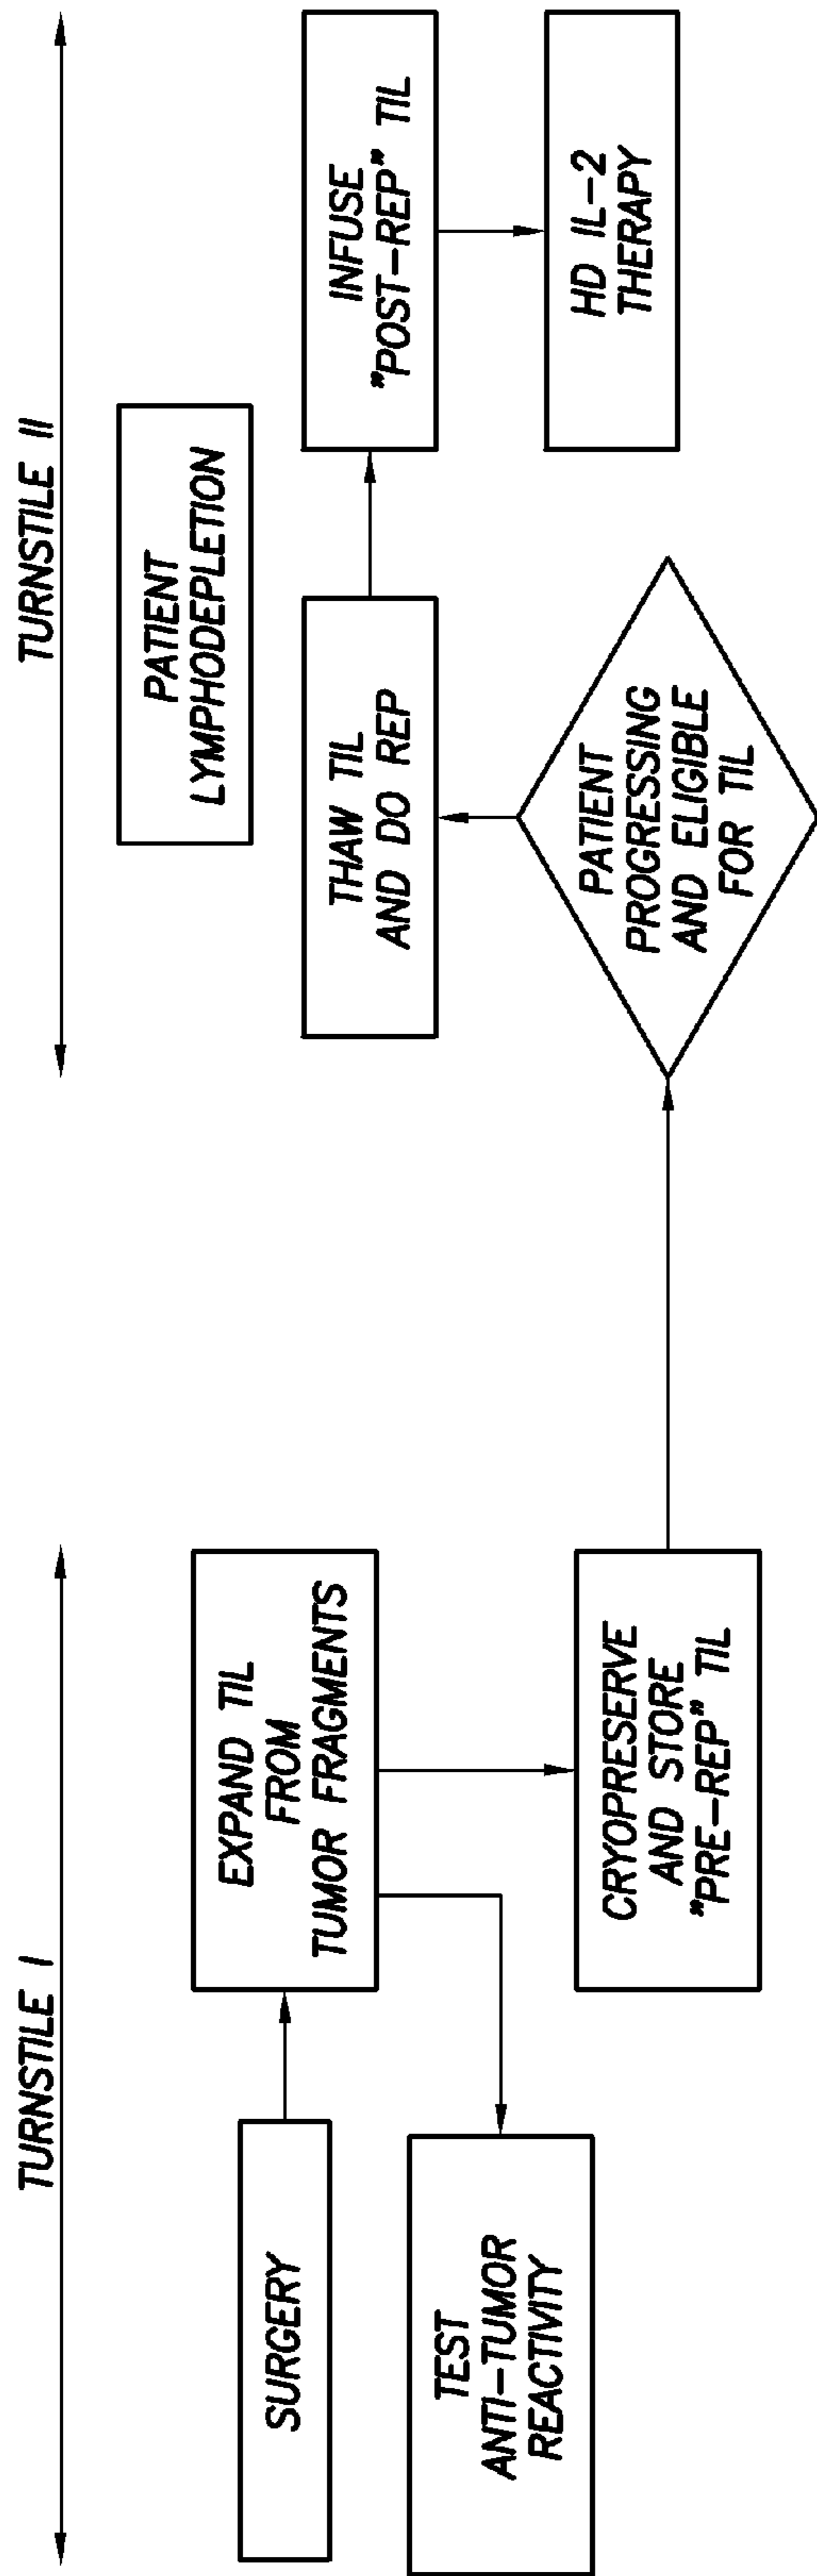 TURNSTILE I
SURGERY
EXPAND TIL
FROM
TUMOR FRAGMENTS
TEST
ANTI-TUMOR
REACTIVITY
CRYOPRESERVE
AND STORE
"PRE-REP" TIL
TURNSTILE II
PATIENT
LYMPHODEPLETION
THAW TIL
AND DO REP
INFUSE
"POST-REP" TIL
PATIENT
PROGRESSING
AND ELIGIBLE
FOR TIL
HD IL-2
THERAPY